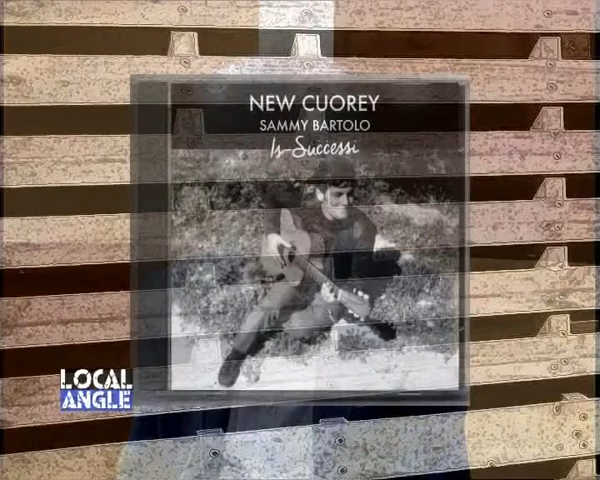 NEW CUOREY
SAMMY BARTOLO
Is-Successi
LOCAL
ANGLE